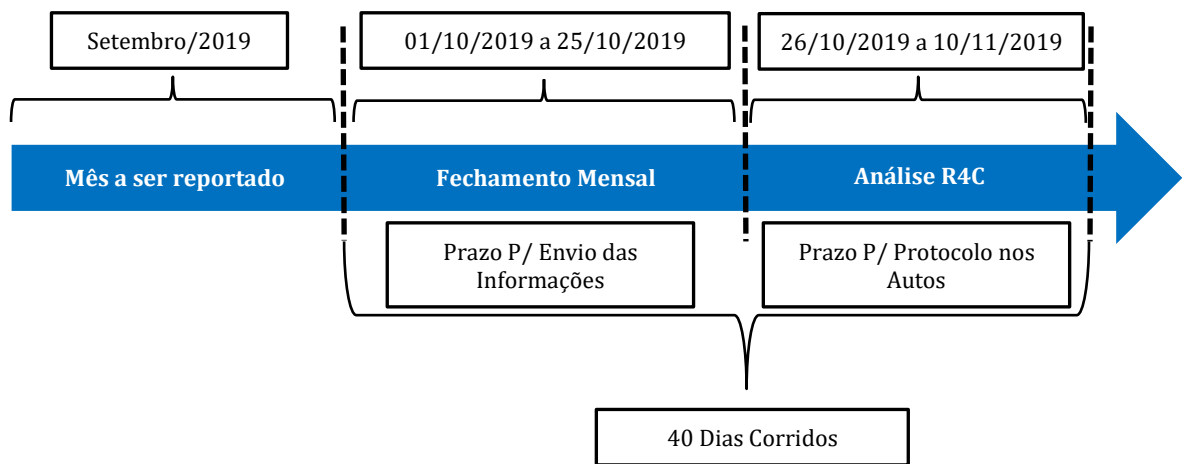 Setembro/2019
01/10/2019 a 25/10/2019
26/10/2019 a 10/11/2019
Mês a ser reportado
Fechamento Mensal
Análise R4C
Prazo P/ Envio das
Informações
Prazo P/ Protocolo nos
Autos
40 Dias Corridos